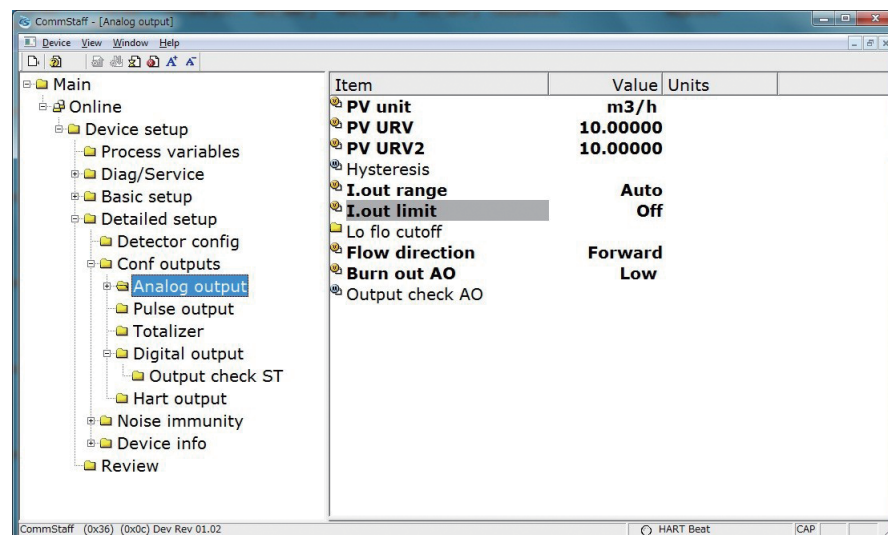 CommStaff - [Analog output]
Device View Window Help
Main
Online
Device setup
Process variables
Diag/Service
Basic setup
Detailed setup
Detector config
Conf outputs
Analog output
Pulse output
Totalizer
Digital output
Output check ST
Hart output
Noise immunity
Device info
Review
Item Value Units
PV unit m3/h
PV URV 10.00000
PV URV2 10.00000
Hysteresis
I.out range Auto
I.out limit Off
Lo flo cutoff
Flow direction Forward
Burn out AO Low
Output check AO
CommStaff (0x36) (0x0c) Dev Rev 01.02 HART Beat CAP